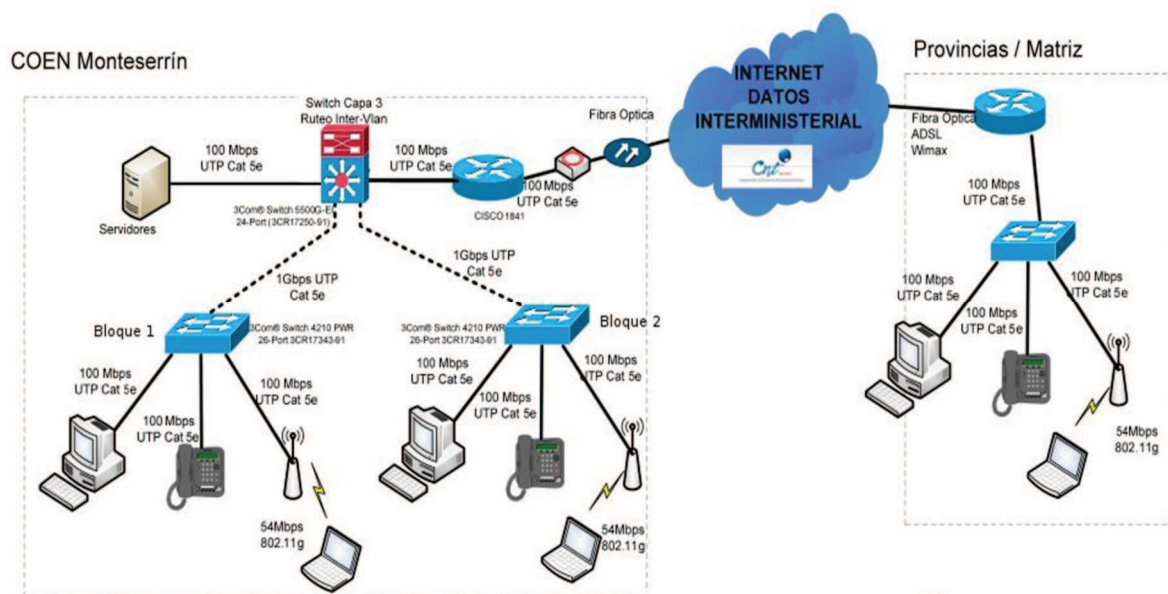 COEN Monteserrín
Switch Capa 3
Ruteo Inter-Vlan
100 Mbps
UTP Cat 5e
100 Mbps
UTP Cat 5e
Servidores
3Com® Switch 5500G-EI
24-Port (3CR17250-91)
CISCO 1841
100 Mbps
UTP Cat 5e
Fibra Optica
INTERNET
DATOS
INTERMINISTERIAL
Cnt
Provincias / Matriz
Fibra Optica
ADSL
Wimax
100 Mbps
UTP Cat 5e
100 Mbps
UTP Cat 5e
100 Mbps
UTP Cat 5e
100 Mbps
UTP Cat 5e
54Mbps
802.11g
1Gbps UTP
Cat 5e
1Gbps UTP
Cat 5e
Bloque 1
3Com® Switch 4210 PWR
26-Port 3CR17343-91
100 Mbps
UTP Cat 5e
100 Mbps
UTP Cat 5e
100 Mbps
UTP Cat 5e
54Mbps
802.11g
3Com® Switch 4210 PWR
26-Port 3CR17343-91
Bloque 2
100 Mbps
UTP Cat 5e
100 Mbps
UTP Cat 5e
100 Mbps
UTP Cat 5e
54Mbps
802.11g